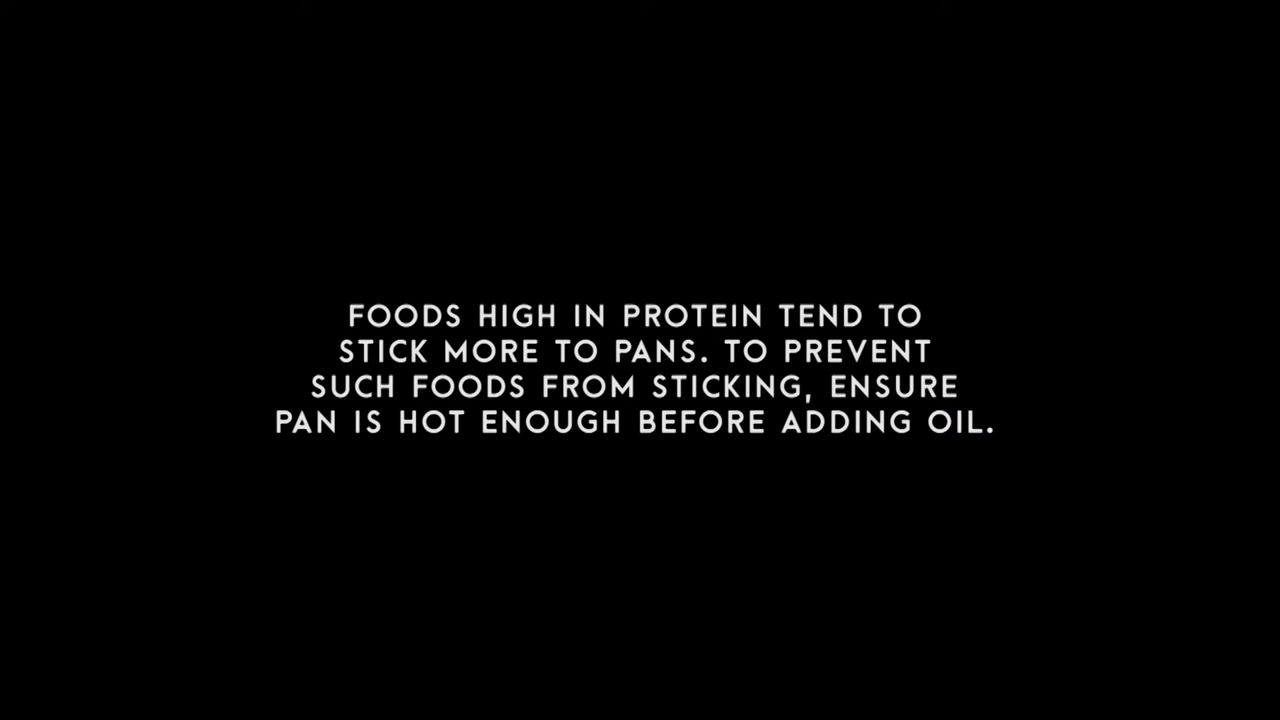 FOODS HIGH IN PROTEIN TEND TO
STICK MORE TO PANS. TO PREVENT
SUCH FOODS FROM STICKING, ENSURE
PAN IS HOT ENOUGH BEFORE ADDING OIL.